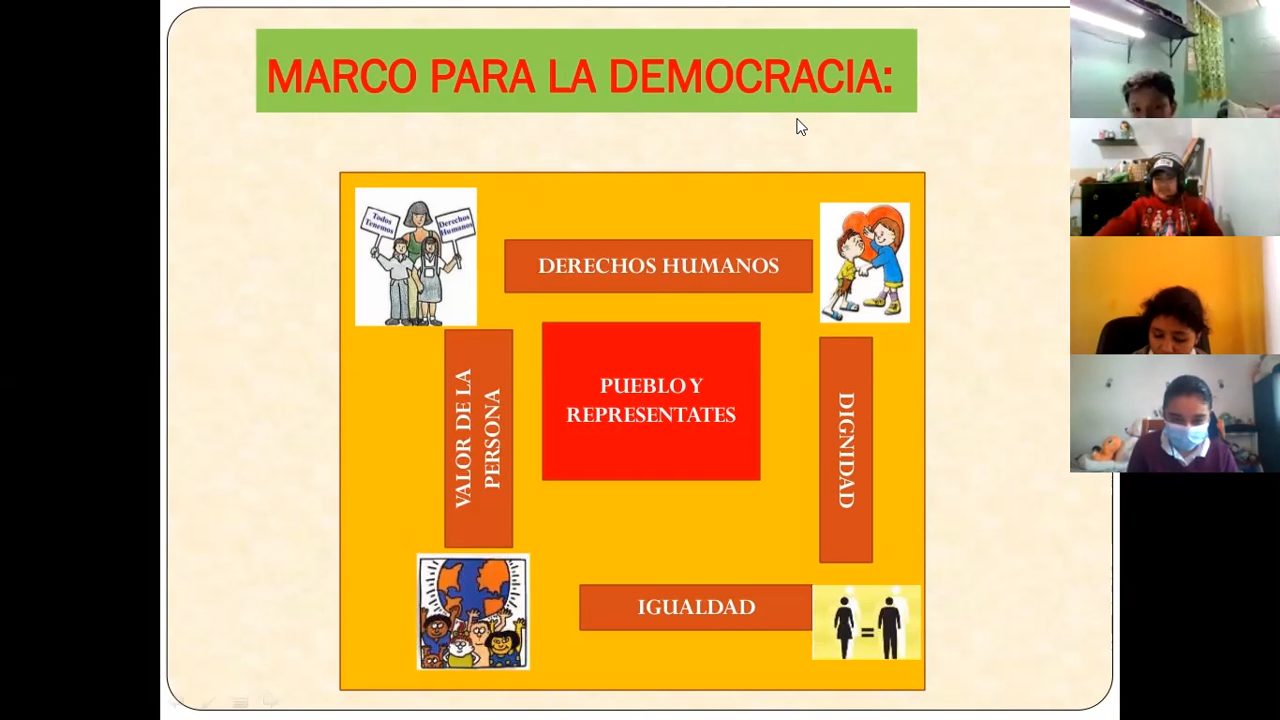 MARCO PARA LA DEMOCRACIA:
Todos
Tenemos
Derechos
Humanos
DERECHOS HUMANOS
VALOR DE LA
PERSONA
PUEBLO Y
REPRESENTATES
DIGNIDAD
IGUALDAD
=